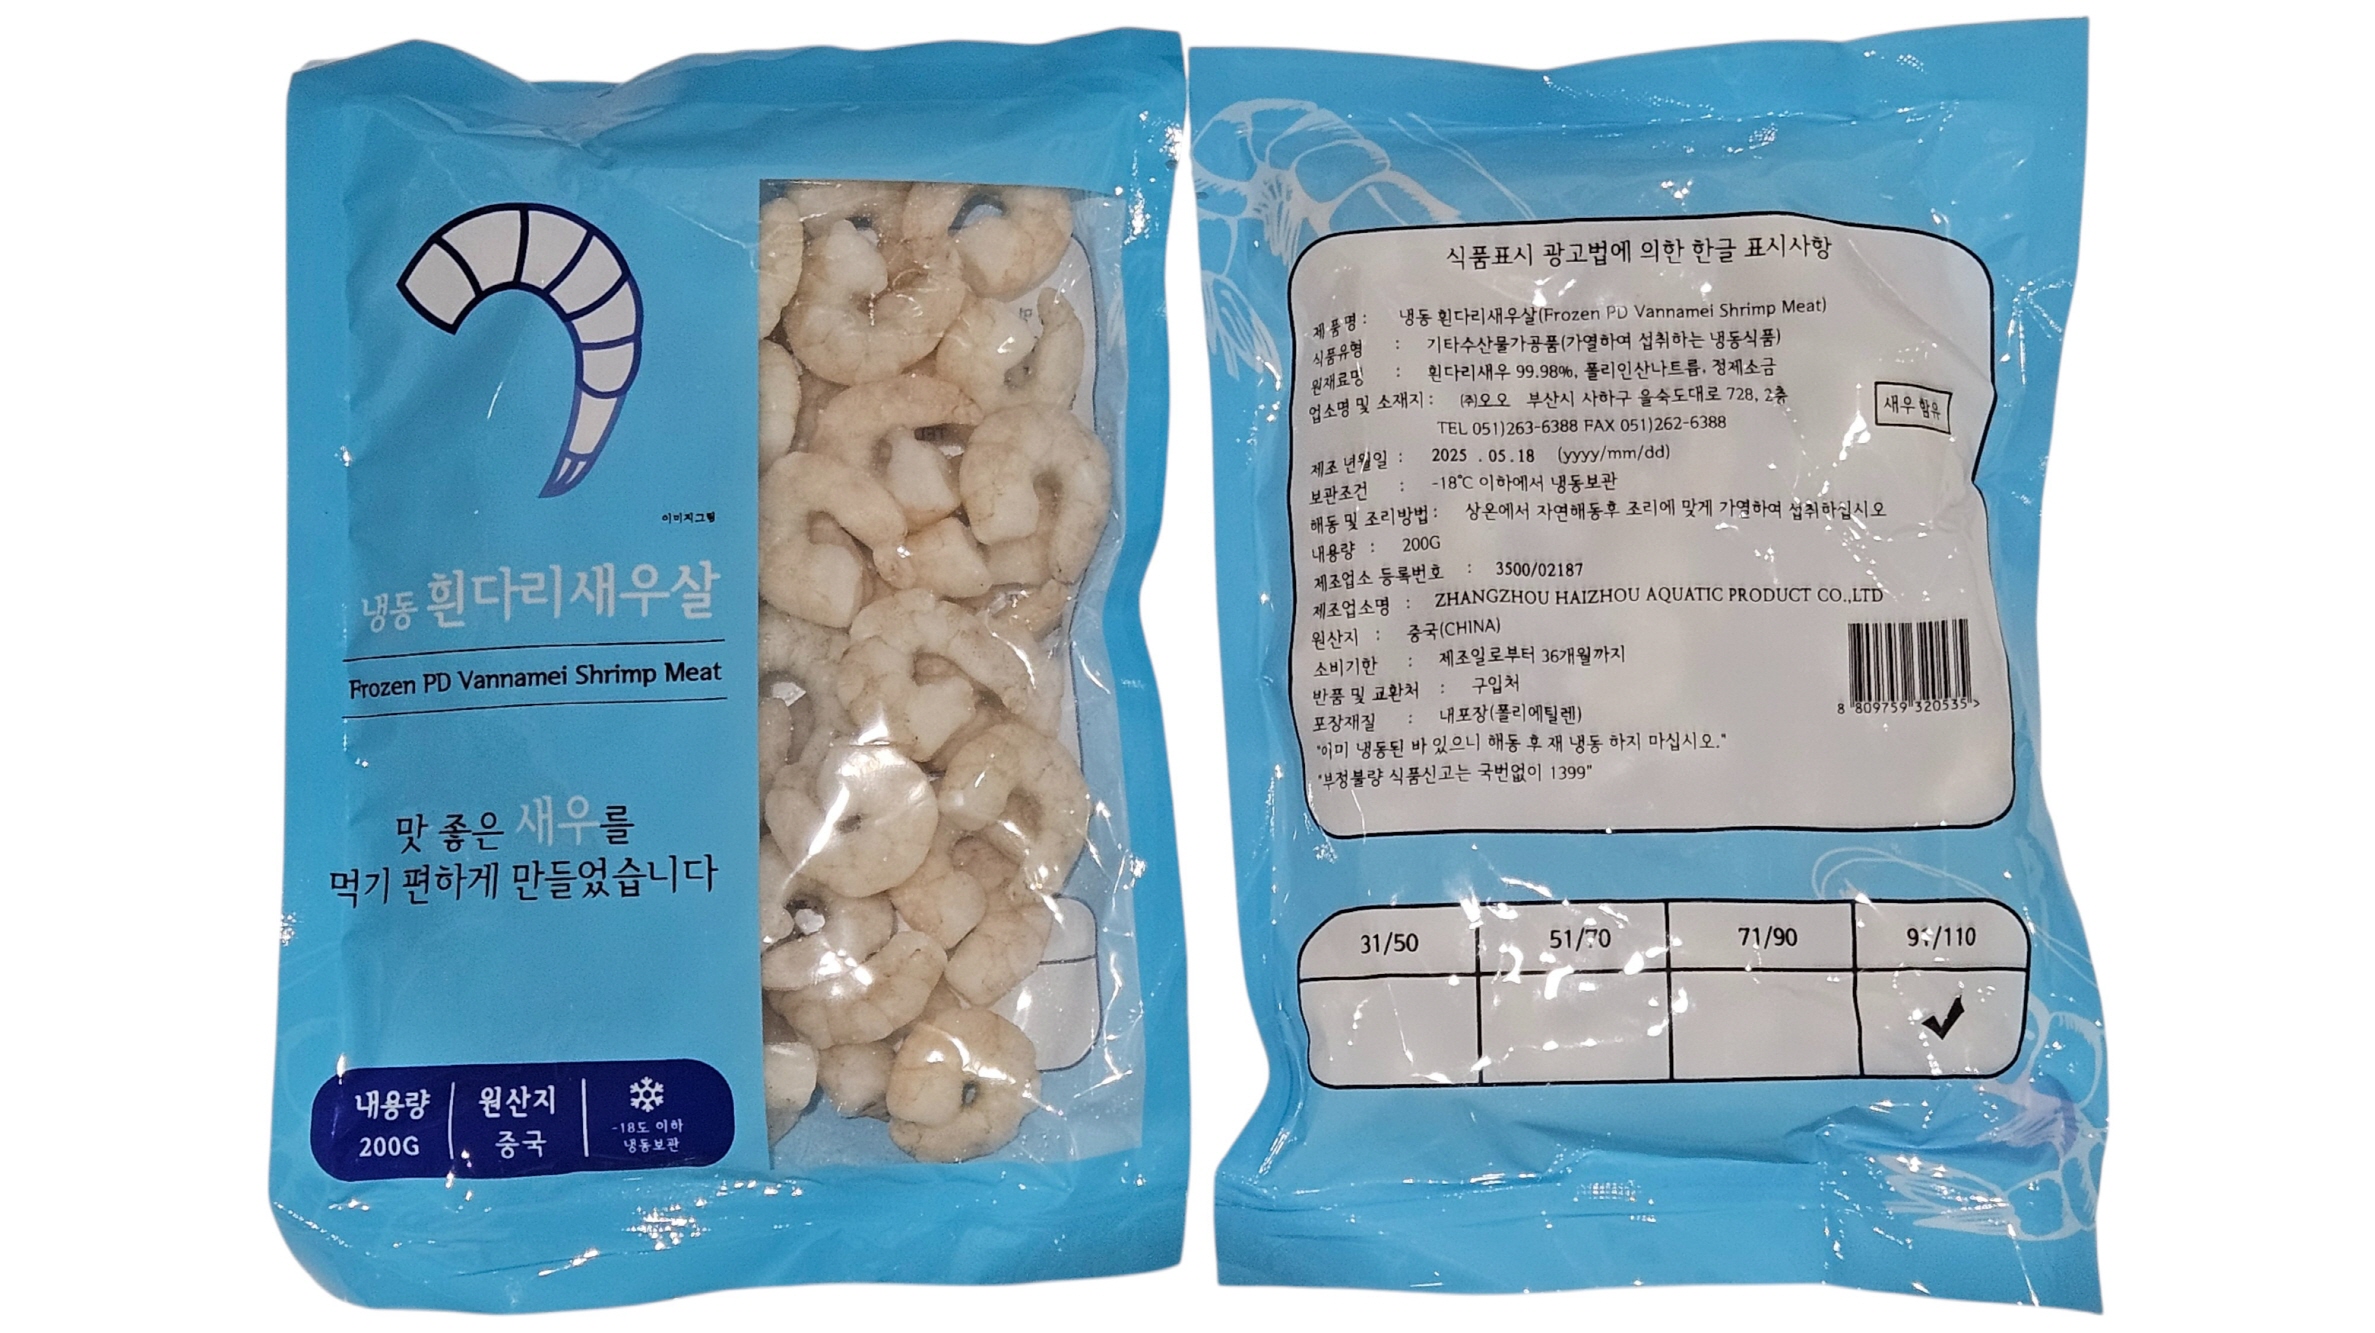 이미지그림
냉동 흰다리새우살
Frozen PD Vannamei Shrimp Meat
맛 좋은 새우를
먹기 편하게 만들었습니다
내용량 200G
원산지 중국
-18도 이하 냉동보관
식품표시 광고법에 의한 한글 표시사항
제품명 : 냉동 흰다리새우살(Frozen PD Vannamei Shrimp Meat)
식품유형 : 기타수산물가공품(가열하여 섭취하는 냉동식품)
원재료명 : 흰다리새우 99.98%, 폴리인산나트륨, 정제소금
업소명 및 소재지 : (주)오오 부산시 사하구 을숙도대로 728, 2층
TEL 051)263-6388 FAX 051)262-6388
새우 함유
제조 년월일 : 2025 . 05 . 18 (yyyy/mm/dd)
보관조건 : -18℃ 이하에서 냉동보관
해동 및 조리방법 : 상온에서 자연해동후 조리에 맞게 가열하여 섭취하십시오
내용량 : 200G
제조업소 등록번호 : 3500/02187
제조업소명 : ZHANGZHOU HAIZHOU AQUATIC PRODUCT CO.,LTD
원산지 : 중국(CHINA)
소비기한 : 제조일로부터 36개월까지
반품 및 교환처 : 구입처
포장재질 : 내포장(폴리에틸렌)
"이미 냉동된 바 있으니 해동 후 재 냉동 하지 마십시오."
"부정불량 식품신고는 국번없이 1399"
8 809759 320535 >
31/50 51/70 71/90 91/110